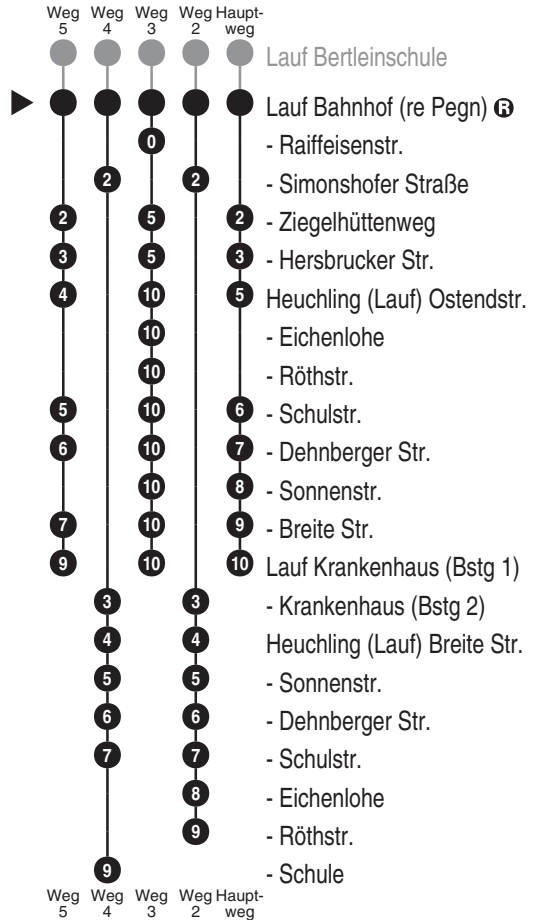 Weg 5 Weg 4 Weg 3 Weg 2 Haupt-weg
Lauf Bertleinschule
Lauf Bahnhof (re Pegn) R
0 - Raiffeisenstr.
2 2 - Simonshofer Straße
2 5 2 - Ziegelhüttenweg
3 5 3 - Hersbrucker Str.
4 10 5 Heuchling (Lauf) Ostendstr.
10 - Eichenlohe
10 - Röthstr.
5 10 6 - Schulstr.
6 10 7 - Dehnberger Str.
10 8 - Sonnenstr.
7 10 9 - Breite Str.
9 10 10 Lauf Krankenhaus (Bstg 1)
3 3 - Krankenhaus (Bstg 2)
4 4 Heuchling (Lauf) Breite Str.
5 5 - Sonnenstr.
6 6 - Dehnberger Str.
7 7 - Schulstr.
8 - Eichenlohe
9 - Röthstr.
9 - Schule
Weg 5 Weg 4 Weg 3 Weg 2 Haupt-weg